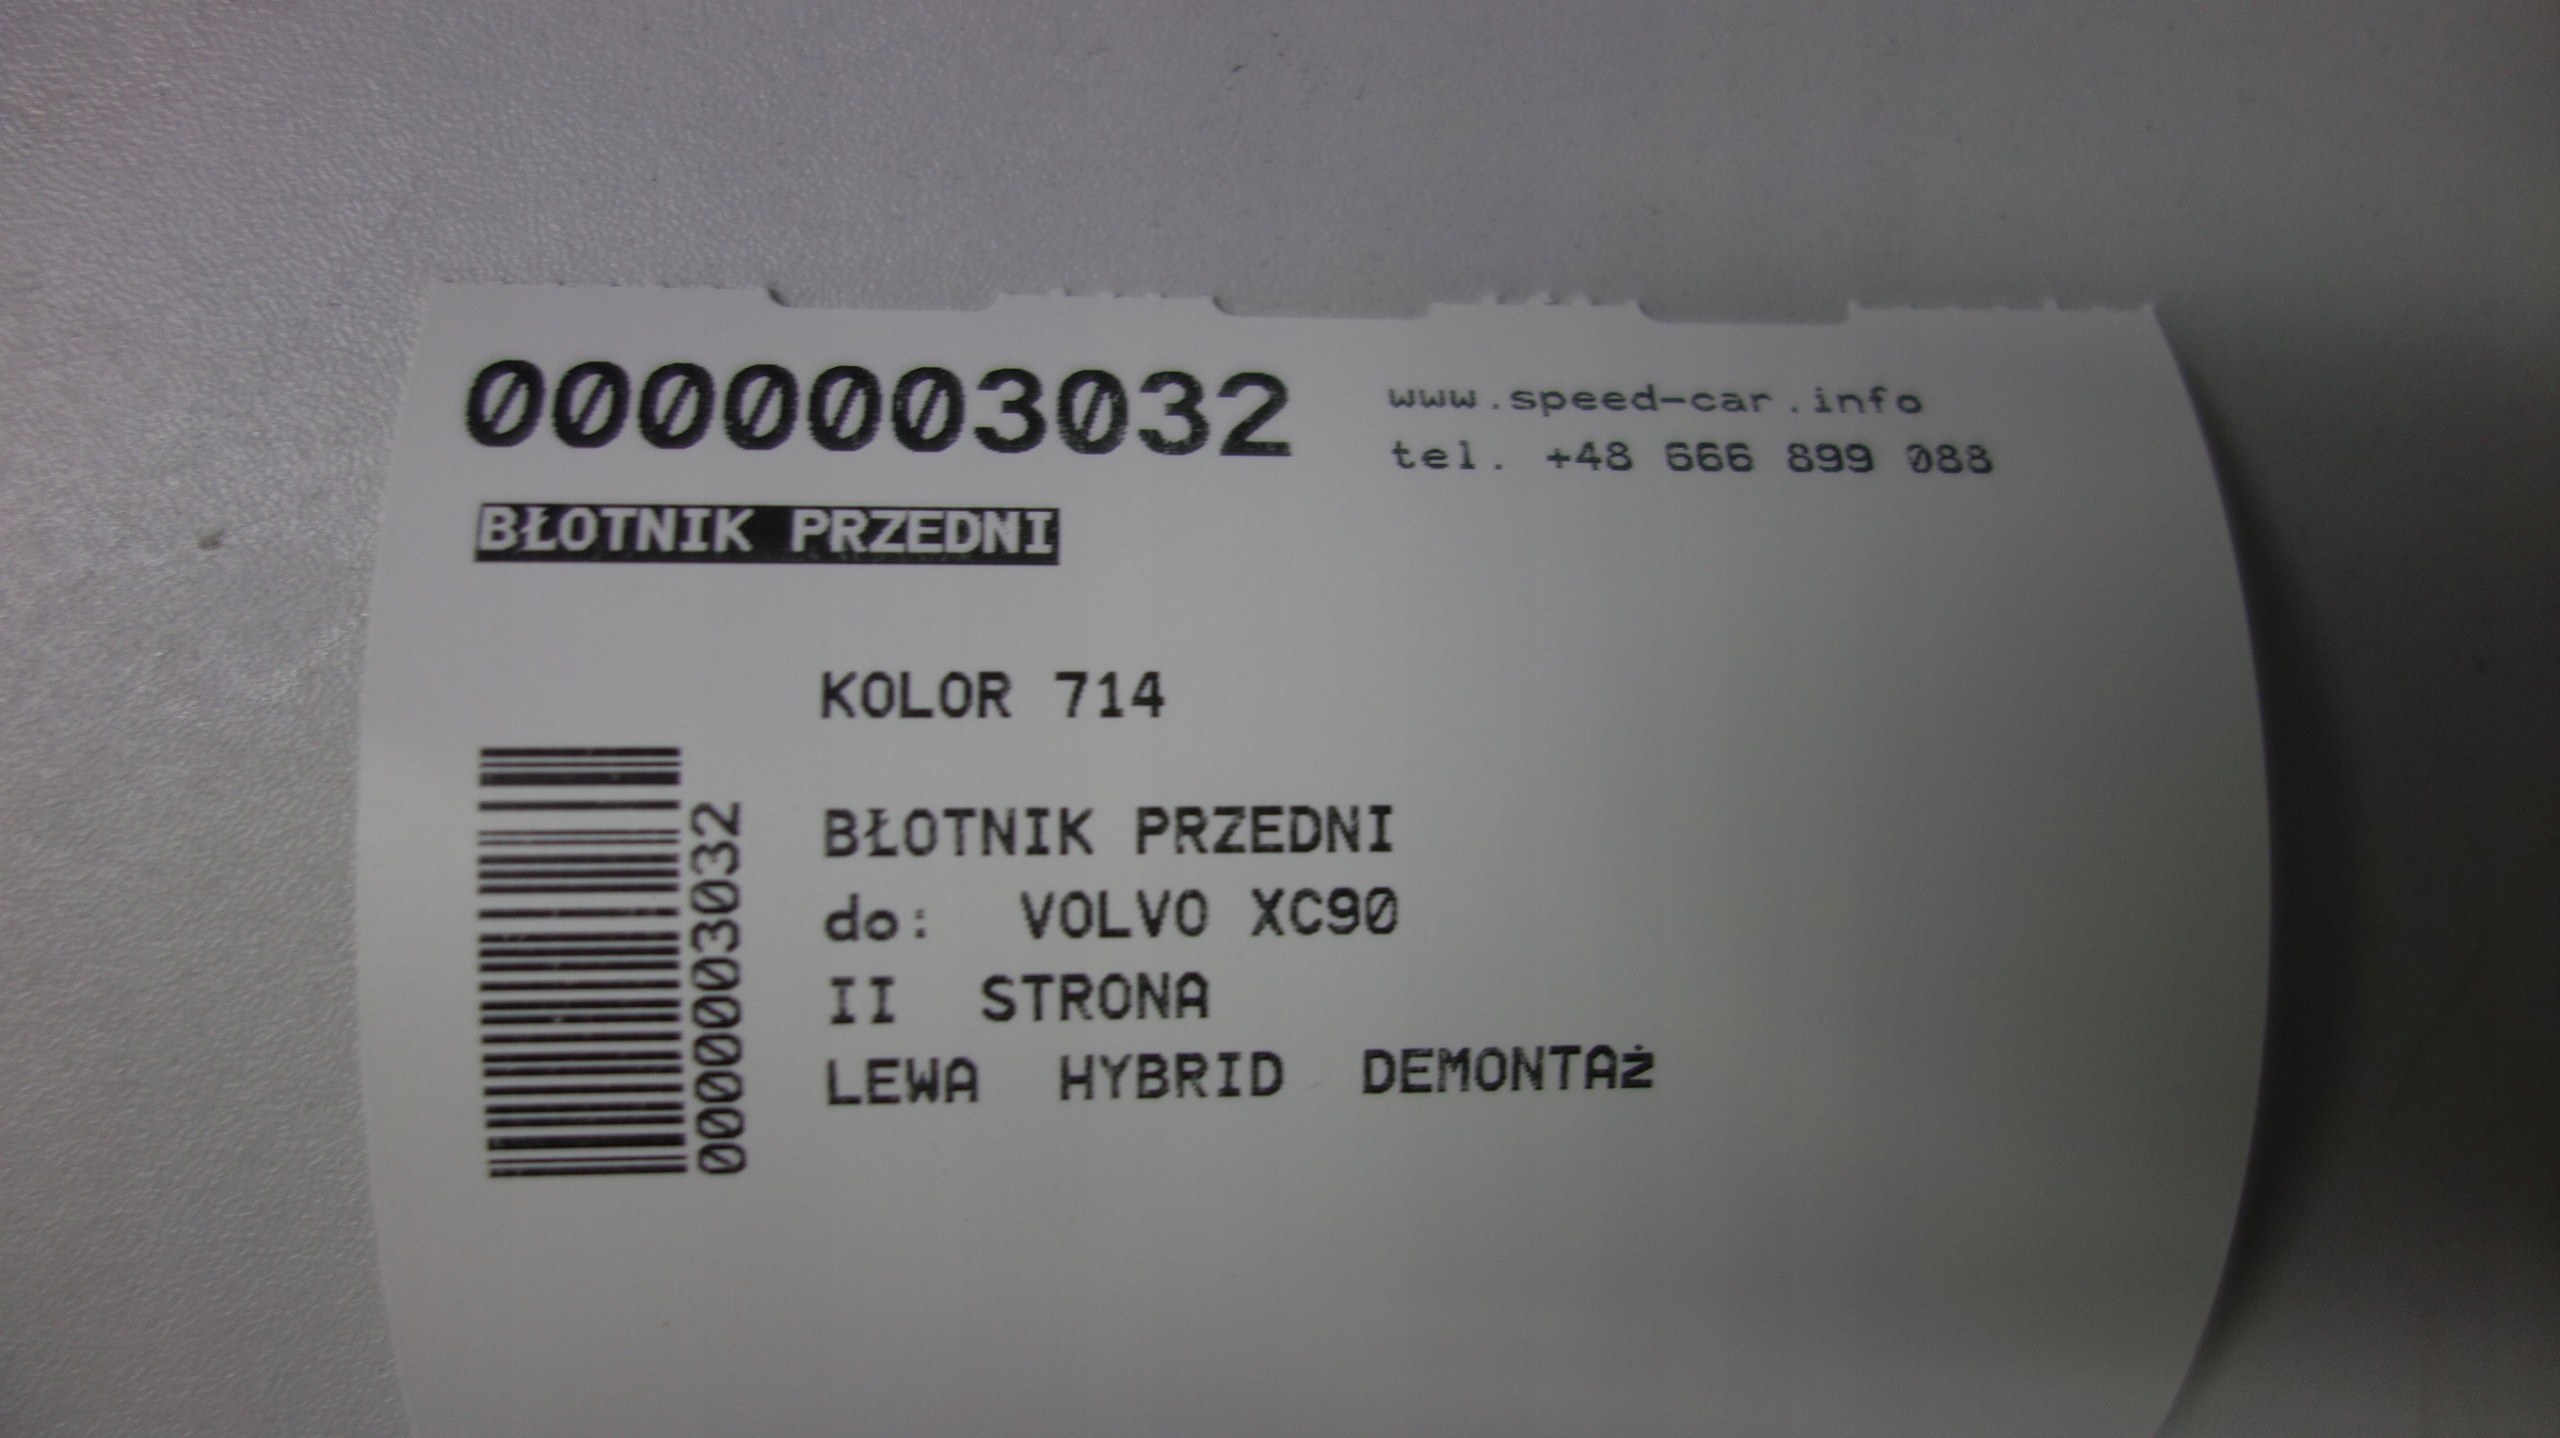 0000003032
www.speed-car.info
tel. +48 666 899 088
BŁOTNIK PRZEDNI
KOLOR 714
0000003032
BŁOTNIK PRZEDNI
do: VOLVO XC90
II STRONA
LEWA HYBRID DEMONTAż